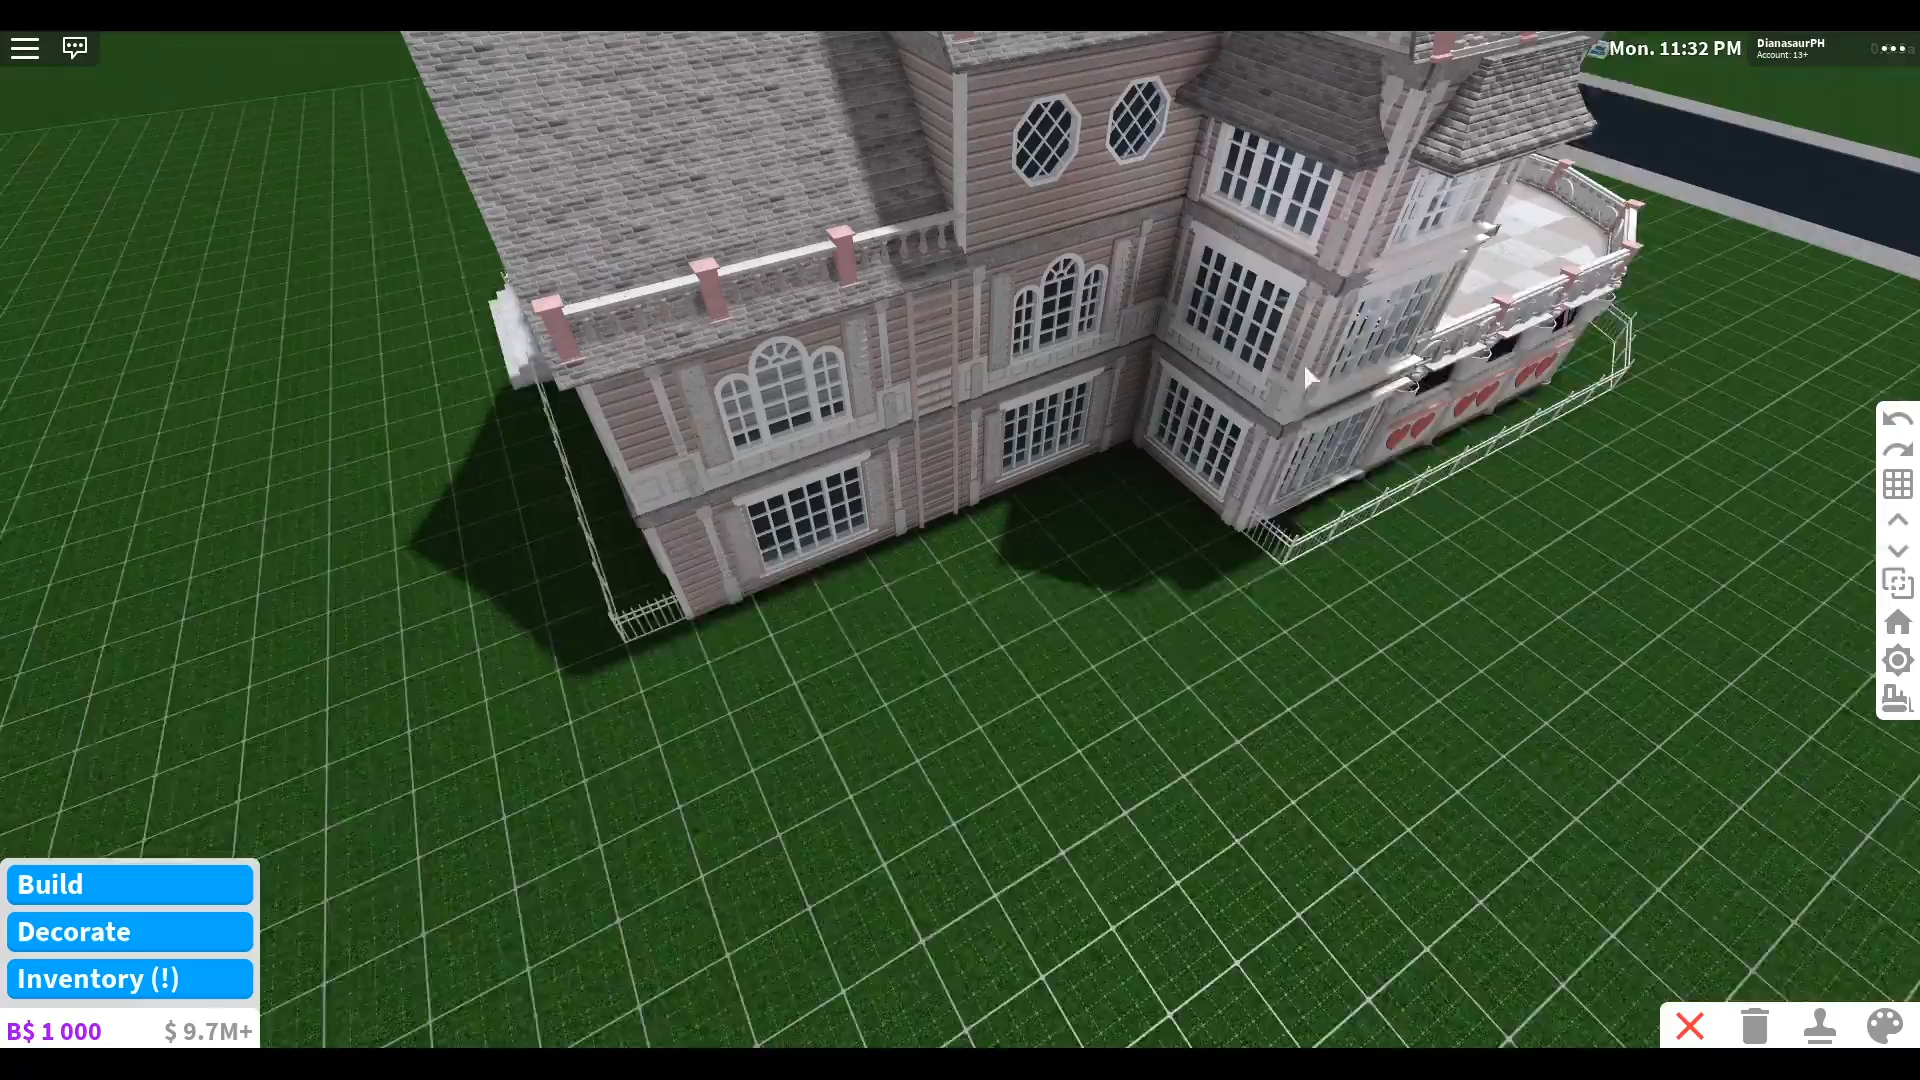 Mon. 11:32 PM
DianasaurPH
Account: 13+
Build
Decorate
Inventory (!)
B$ 1 000
$ 9.7M+